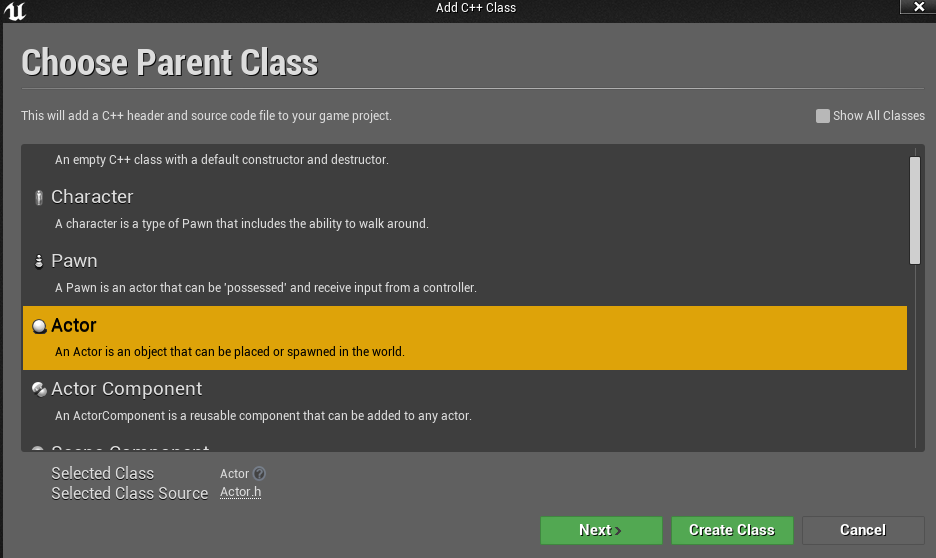 Add C++ Class
Choose Parent Class
This will add a C++ header and source code file to your game project.
Show All Classes
An empty C++ class with a default constructor and destructor.
Character
A character is a type of Pawn that includes the ability to walk around.
Pawn
A Pawn is an actor that can be 'possessed' and receive input from a controller.
Actor
An Actor is an object that can be placed or spawned in the world.
Actor Component
An ActorComponent is a reusable component that can be added to any actor.
Scene Component
Selected Class Actor
Selected Class Source Actor.h
Next >
Create Class
Cancel